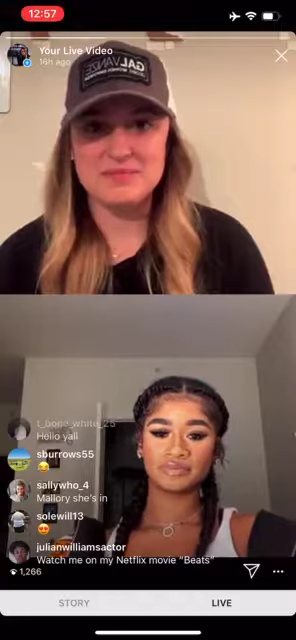 12:57
Your Live Video
16h ago
GALVANIZE
t_bone_white_25
Hello yall
sburrows55
😂
sallywho_4
Mallory she's in
solewill13
😍
julianwilliamsactor
Watch me on my Netflix movie “Beats”
1,266
STORY
LIVE